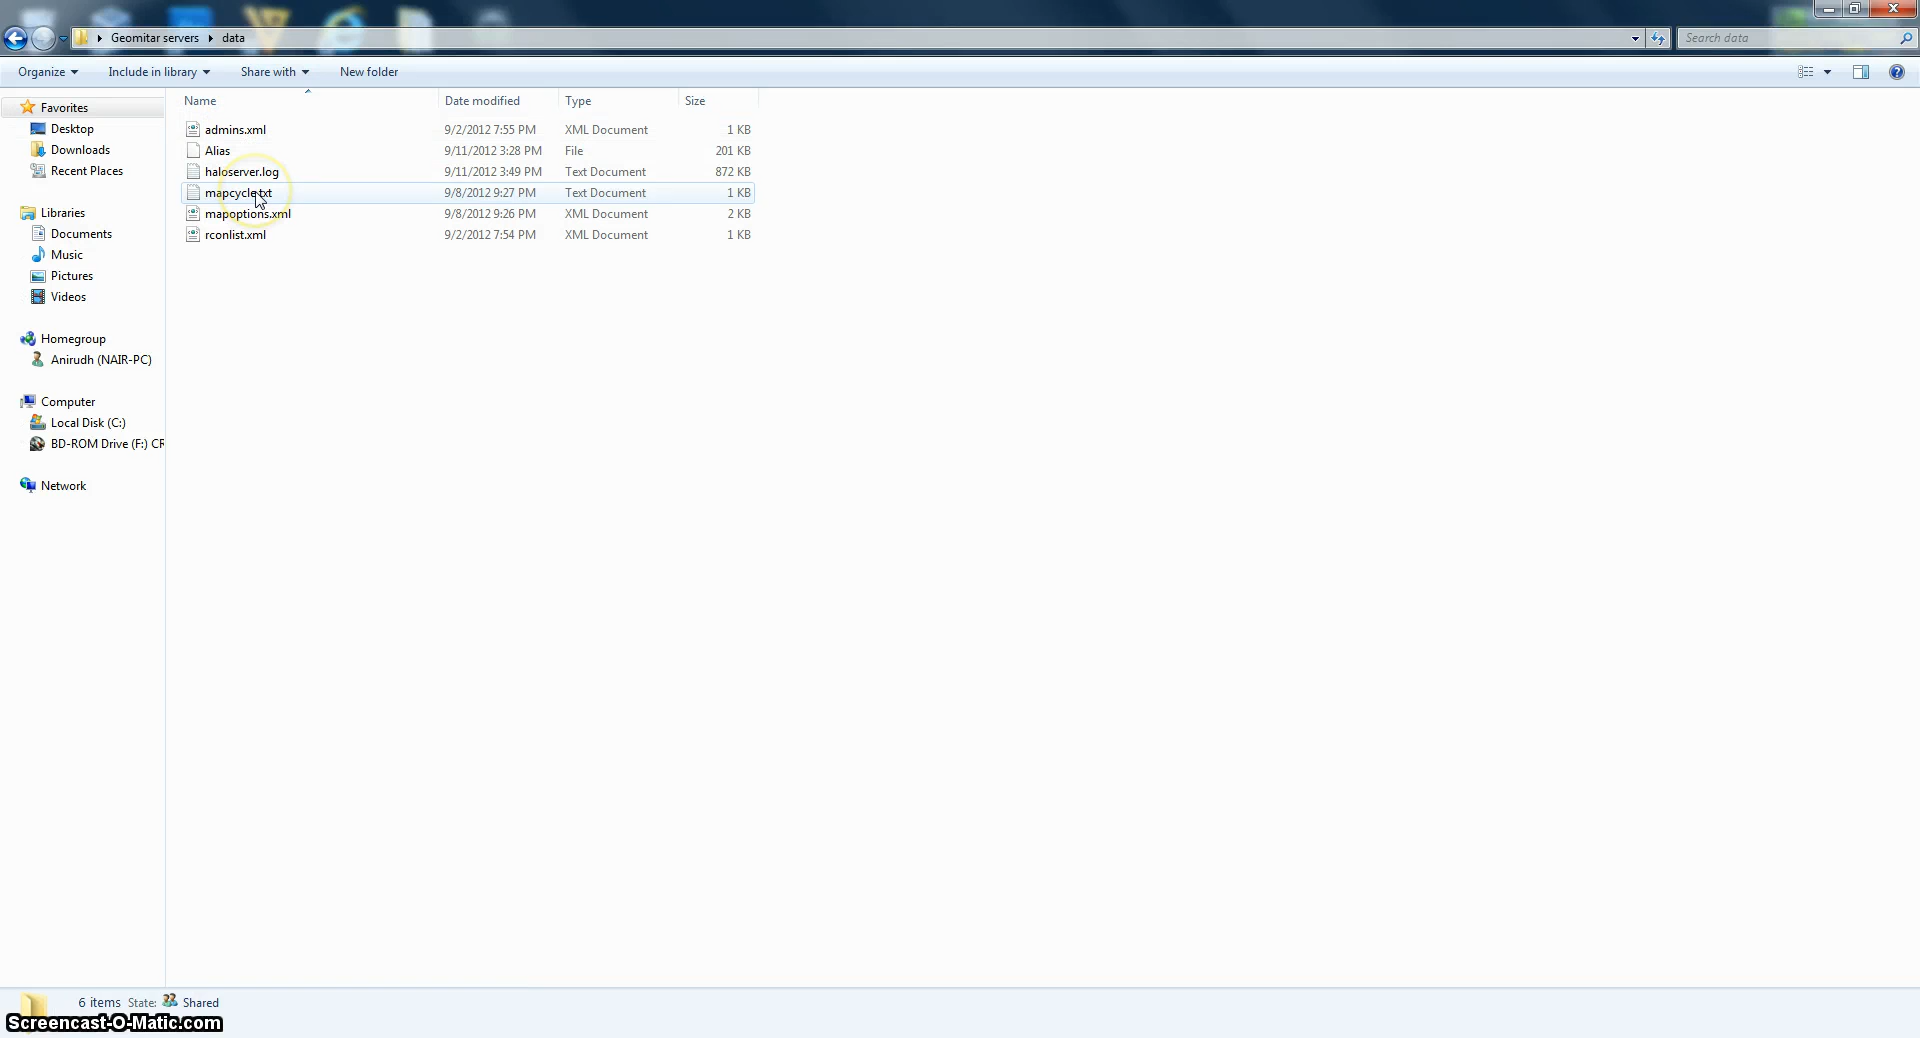 Geomitar servers data
Search data
Organize Include in library Share with New folder
Name Date modified Type Size
Favorites
Desktop
Downloads
Recent Places
Libraries
Documents
Music
Pictures
Videos
Homegroup
Anirudh (NAIR-PC)
Computer
Local Disk (C:)
BD-ROM Drive (F:) CR
Network
admins.xml 9/2/2012 7:55 PM XML Document 1 KB
Alias 9/11/2012 3:28 PM File 201 KB
haloserver.log 9/11/2012 3:49 PM Text Document 872 KB
mapcycle.txt 9/8/2012 9:27 PM Text Document 1 KB
mapoptions.xml 9/8/2012 9:26 PM XML Document 2 KB
rconlist.xml 9/2/2012 7:54 PM XML Document 1 KB
6 items State: Shared
Screencast-O-Matic.com